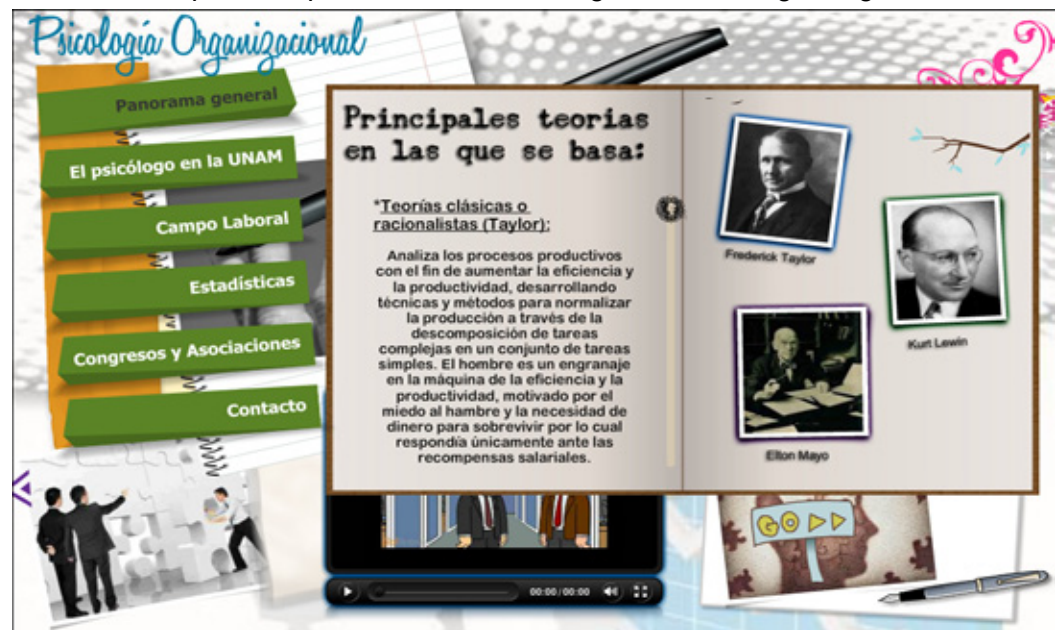 Psicología Organizacional
Panorama general
El psicólogo en la UNAM
Campo Laboral
Estadísticas
Congresos y Asociaciones
Contacto
Principales teorias
en las que se basa:
*Teorías clásicas o
racionalistas (Taylor):
Analiza los procesos productivos
con el fin de aumentar la eficiencia y
la productividad, desarrollando
técnicas y métodos para normalizar
la producción a través de la
descomposición de tareas
complejas en un conjunto de tareas
simples. El hombre es un engranaje
en la máquina de la eficiencia y la
productividad, motivado por el
miedo al hambre y la necesidad de
dinero para sobrevivir por lo cual
respondía únicamente ante las
recompensas salariales.
Frederick Taylor
Kurt Lewin
Elton Mayo
GO
00:00/00:00